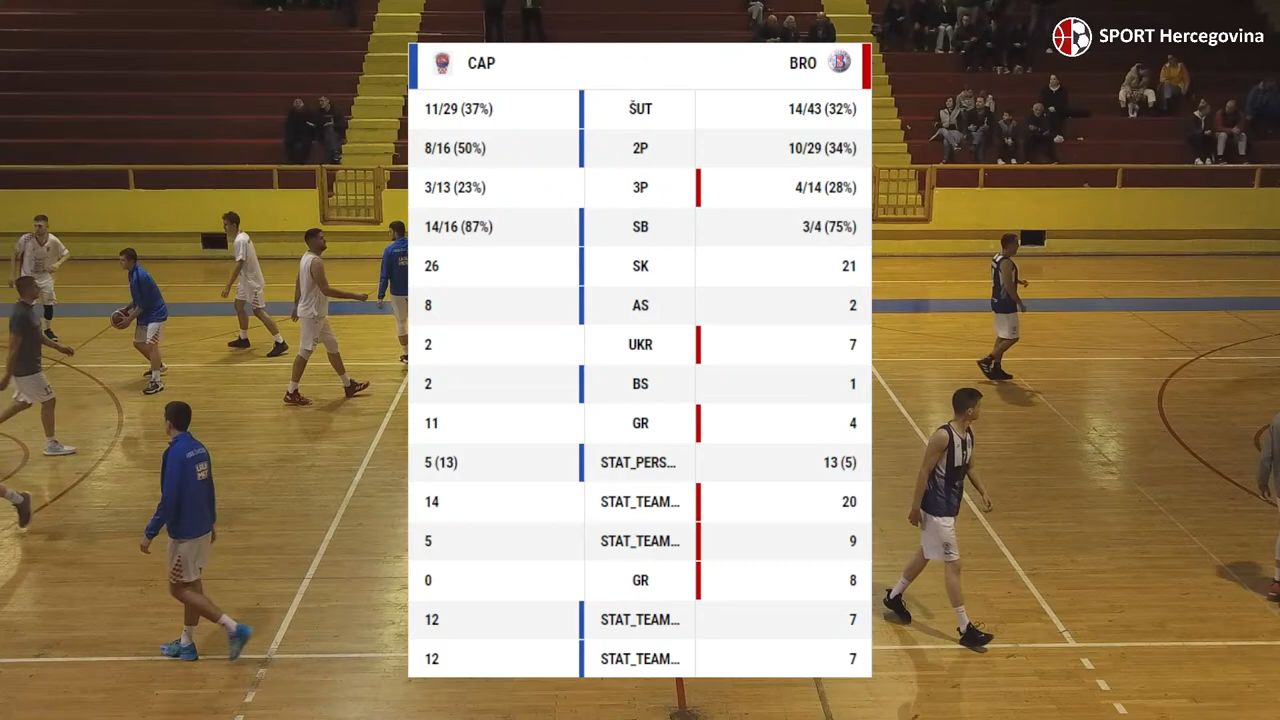 SPORT Hercegovina
CAP BRO
11/29 (37%) ŠUT 14/43 (32%)
8/16 (50%) 2P 10/29 (34%)
3/13 (23%) 3P 4/14 (28%)
14/16 (87%) SB 3/4 (75%)
26 SK 21
8 AS 2
2 UKR 7
2 BS 1
11 GR 4
5 (13) STAT_PERS... 13 (5)
14 STAT_TEAM... 20
5 STAT_TEAM... 9
0 GR 8
12 STAT_TEAM... 7
12 STAT_TEAM... 7